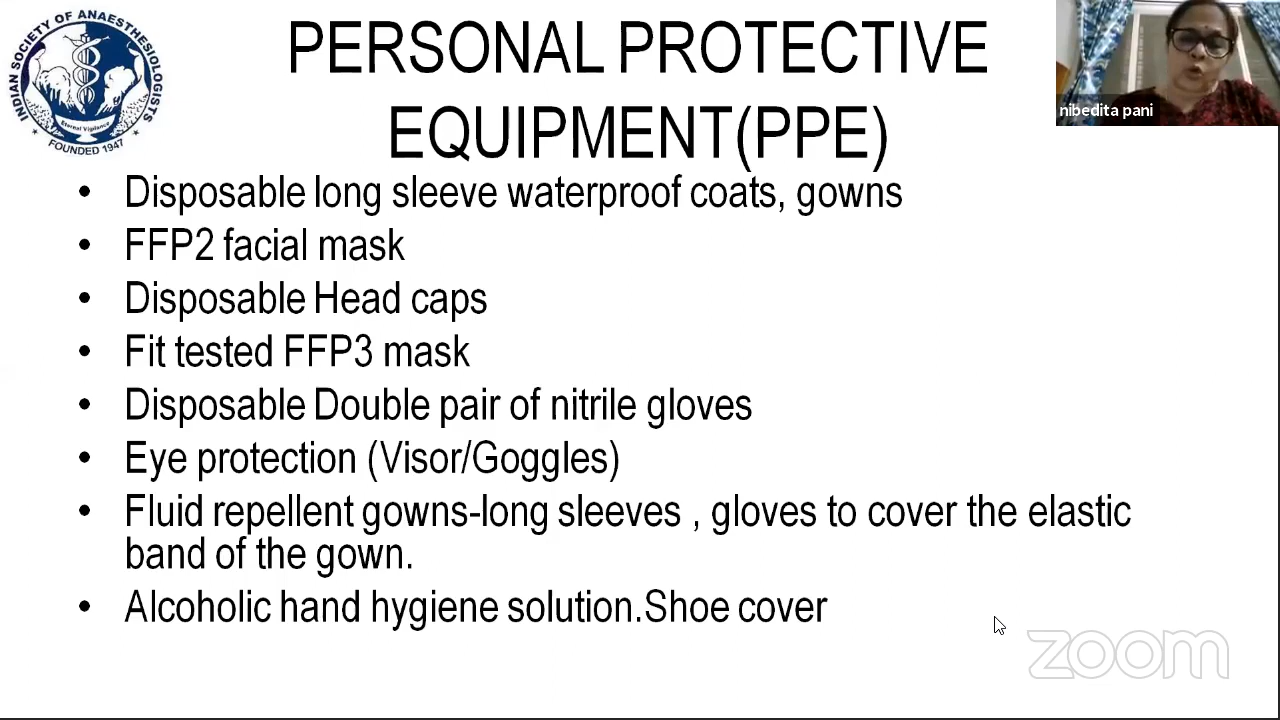 INDIAN SOCIETY OF ANAESTHESIOLOGISTS
Eternal Vigilance
FOUNDED 1947
PERSONAL PROTECTIVE
EQUIPMENT(PPE)
nibedita pani
• Disposable long sleeve waterproof coats, gowns
• FFP2 facial mask
• Disposable Head caps
• Fit tested FFP3 mask
• Disposable Double pair of nitrile gloves
• Eye protection (Visor/Goggles)
• Fluid repellent gowns-long sleeves , gloves to cover the elastic
band of the gown.
• Alcoholic hand hygiene solution.Shoe cover
zoom